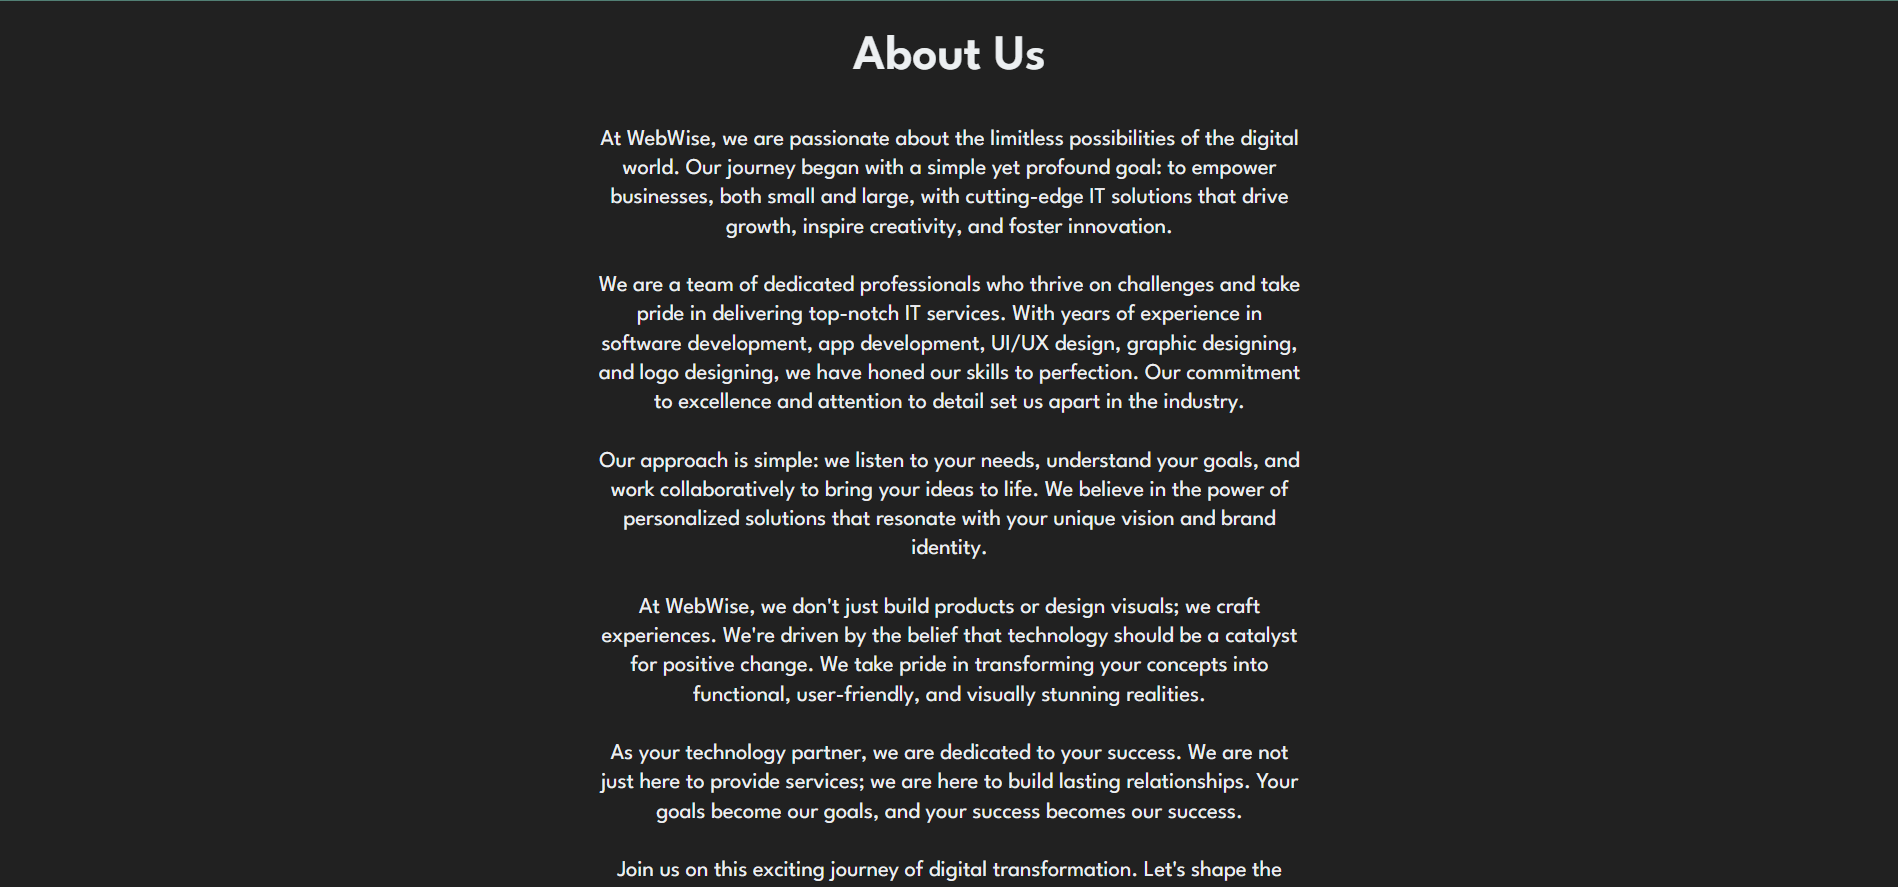 About Us
At WebWise, we are passionate about the limitless possibilities of the digital
world. Our journey began with a simple yet profound goal: to empower
businesses, both small and large, with cutting-edge IT solutions that drive
growth, inspire creativity, and foster innovation.
We are a team of dedicated professionals who thrive on challenges and take
pride in delivering top-notch IT services. With years of experience in
software development, app development, UI/UX design, graphic designing,
and logo designing, we have honed our skills to perfection. Our commitment
to excellence and attention to detail set us apart in the industry.
Our approach is simple: we listen to your needs, understand your goals, and
work collaboratively to bring your ideas to life. We believe in the power of
personalized solutions that resonate with your unique vision and brand
identity.
At WebWise, we don't just build products or design visuals; we craft
experiences. We're driven by the belief that technology should be a catalyst
for positive change. We take pride in transforming your concepts into
functional, user-friendly, and visually stunning realities.
As your technology partner, we are dedicated to your success. We are not
just here to provide services; we are here to build lasting relationships. Your
goals become our goals, and your success becomes our success.
Join us on this exciting journey of digital transformation. Let's shape the